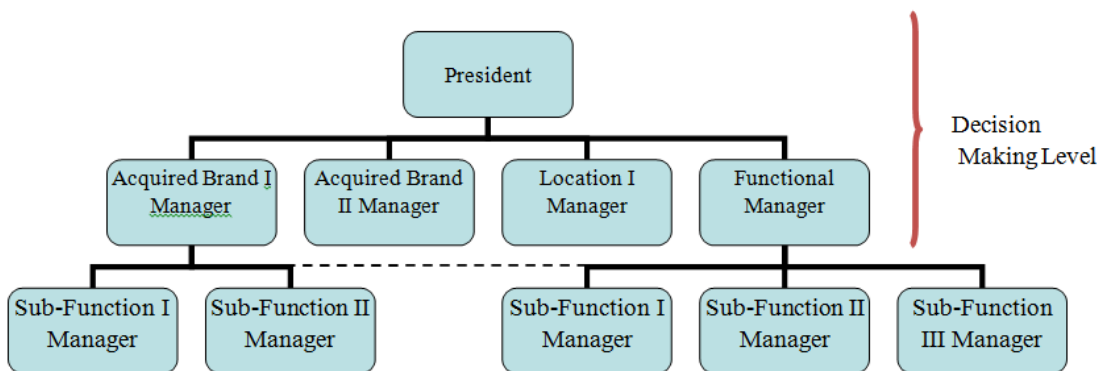 President
Decision
Making Level
Acquired Brand I
Manager
Acquired Brand
II Manager
Location I
Manager
Functional
Manager
Sub-Function I
Manager
Sub-Function II
Manager
Sub-Function I
Manager
Sub-Function II
Manager
Sub-Function
III Manager